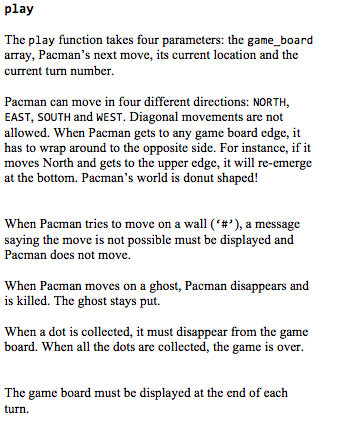 play
The play function takes four parameters: the game_board
array, Pacman's next move, its current location and the
current turn number.
Pacman can move in four different directions: NORTH,
EAST, SOUTH and WEST. Diagonal movements are not
allowed. When Pacman gets to any game board edge, it
has to wrap around to the opposite side. For instance, if it
moves North and gets to the upper edge, it will re-emerge
at the bottom. Pacman's world is donut shaped!
When Pacman tries to move on a wall ('#'), a message
saying the move is not possible must be displayed and
Pacman does not move.
When Pacman moves on a ghost, Pacman disappears and
is killed. The ghost stays put.
When a dot is collected, it must disappear from the game
board. When all the dots are collected, the game is over.
The game board must be displayed at the end of each
turn.